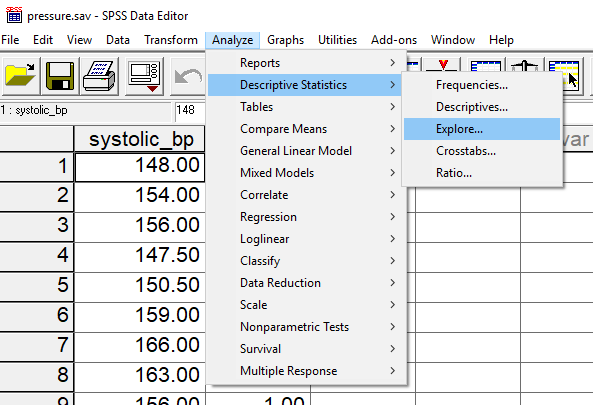 SPSS
pressure.sav - SPSS Data Editor
File Edit View Data Transform Analyze Graphs Utilities Add-ons Window Help
1 : systolic_bp 148
Reports
Descriptive Statistics
Tables
Compare Means
General Linear Model
Mixed Models
Correlate
Regression
Loglinear
Classify
Data Reduction
Scale
Nonparametric Tests
Survival
Multiple Response
Frequencies...
Descriptives...
Explore...
Crosstabs...
Ratio...
systolic_bp var
1 148.00
2 154.00
3 156.00
4 147.50
5 150.50
6 159.00
7 166.00
8 163.00
9 156.00 1.00